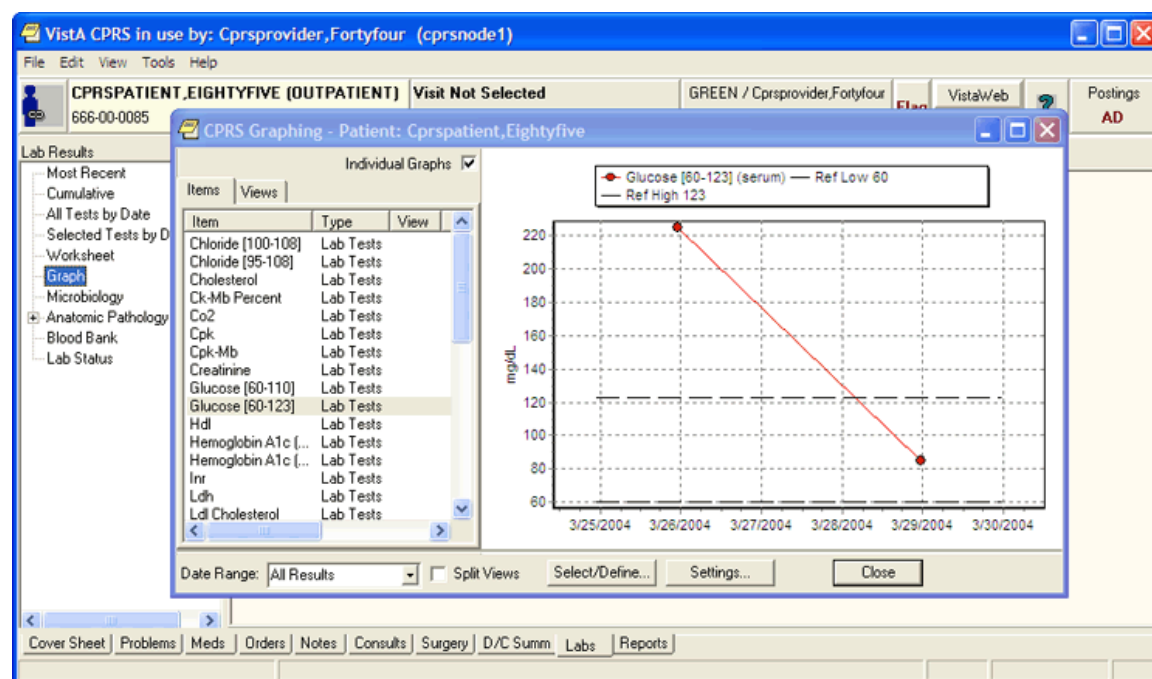 VistA CPRS in use by: Cprsprovider,Fortyfour (cprsnode1)
File Edit View Tools Help
CPRSPATIENT,EIGHTYFIVE (OUTPATIENT) Visit Not Selected GREEN / Cprsprovider,Fortyfour Flag VistaWeb ? Postings
666-00-0085 AD
CPRS Graphing - Patient: Cprspatient,Eightyfive
Lab Results
Most Recent
Cumulative
All Tests by Date
Selected Tests by D
Worksheet
Graph
Microbiology
Anatomic Pathology
Blood Bank
Lab Status
Individual Graphs
Items Views
Item Type View
Chloride [100-108] Lab Tests
Chloride [95-108] Lab Tests
Cholesterol Lab Tests
Ck-Mb Percent Lab Tests
Co2 Lab Tests
Cpk Lab Tests
Cpk-Mb Lab Tests
Creatinine Lab Tests
Glucose [60-110] Lab Tests
Glucose [60-123] Lab Tests
Hdl Lab Tests
Hemoglobin A1c (... Lab Tests
Hemoglobin A1c (... Lab Tests
Inr Lab Tests
Ldh Lab Tests
Ldl Cholesterol Lab Tests
Glucose [60-123] (serum) Ref Low 60
Ref High 123
220
200
180
160
140
120
100
80
60
mg/dL
3/25/2004 3/26/2004 3/27/2004 3/28/2004 3/29/2004 3/30/2004
Date Range: All Results Split Views Select/Define... Settings... Close
Cover Sheet Problems Meds Orders Notes Consults Surgery D/C Summ Labs Reports